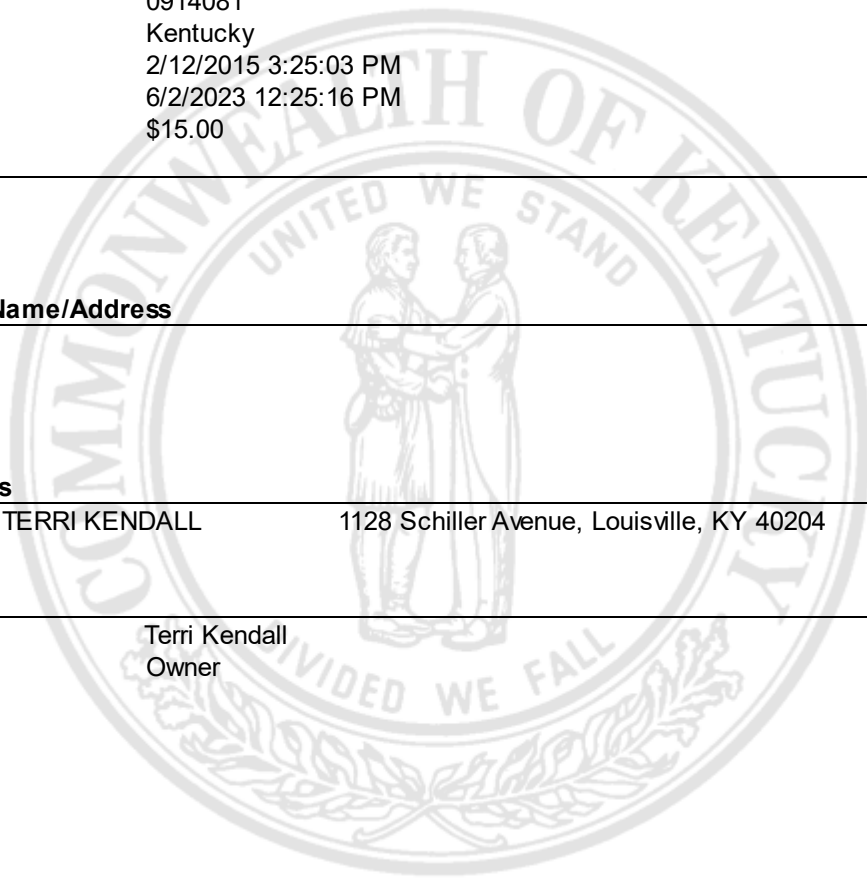 0914081
Kentucky
2/12/2015 3:25:03 PM
6/2/2023 12:25:16 PM
$15.00
COMMONWEALTH OF KENTUCKY
UNITED WE STAND
Name/Address
s
TERRI KENDALL 1128 Schiller Avenue, Louisville, KY 40204
Terri Kendall
Owner
DIVIDED WE FALL